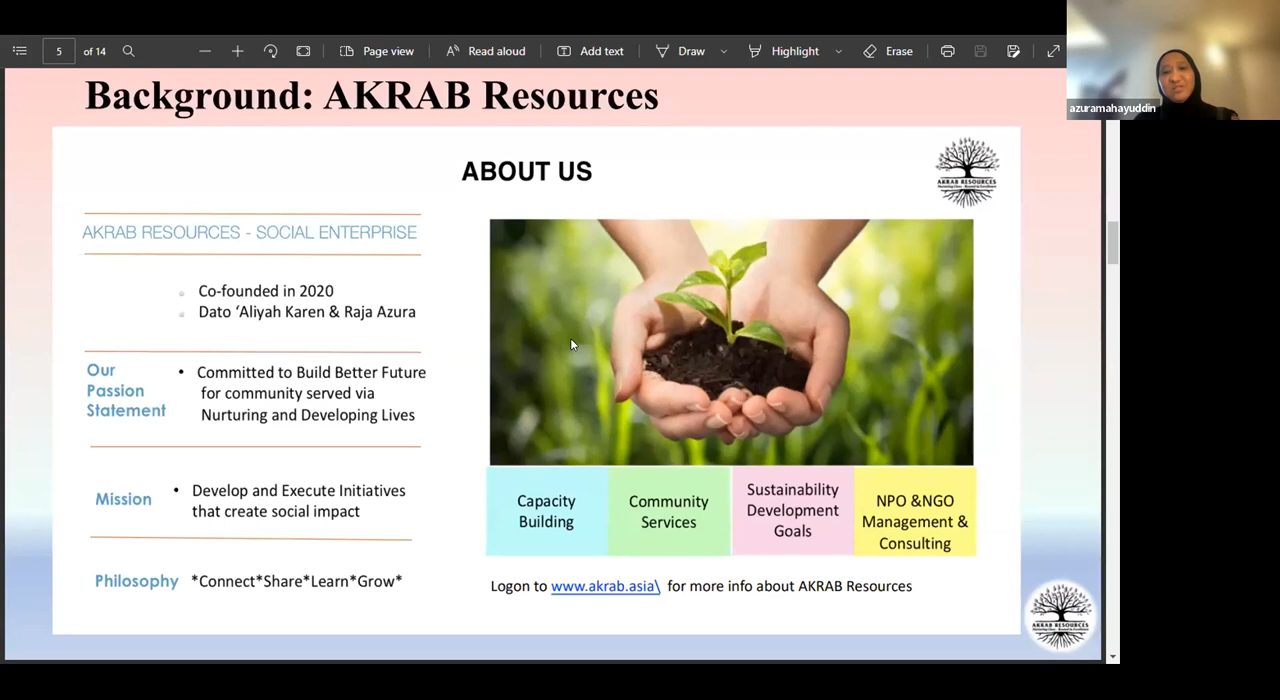 5 of 14
Page view
Read aloud
Add text
Draw
Highlight
Erase
azuramahayuddin
Background: AKRAB Resources
ABOUT US
AKRAB RESOURCES
AKRAB RESOURCES - SOCIAL ENTERPRISE
Co-founded in 2020
Dato ‘Aliyah Karen & Raja Azura
Our
Passion
Statement
• Committed to Build Better Future
for community served via
Nurturing and Developing Lives
Mission
• Develop and Execute Initiatives
that create social impact
Philosophy *Connect*Share*Learn*Grow*
Capacity
Building
Community
Services
Sustainability
Development
Goals
NPO &NGO
Management &
Consulting
Logon to www.akrab.asia\ for more info about AKRAB Resources
AKRAB RESOURCES